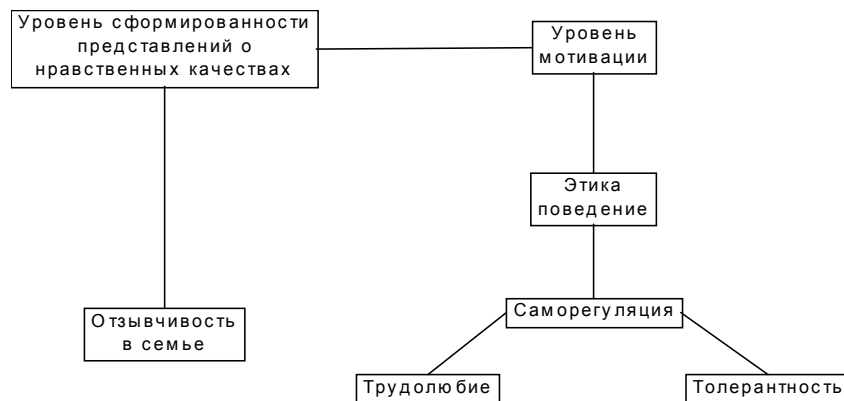 Уровень сформированности
представлений о
нравственных качествах
Уровень
мотивации
Этика
поведение
Отзывчивость
в семье
Саморегуляция
Трудолюбие
Толерантность